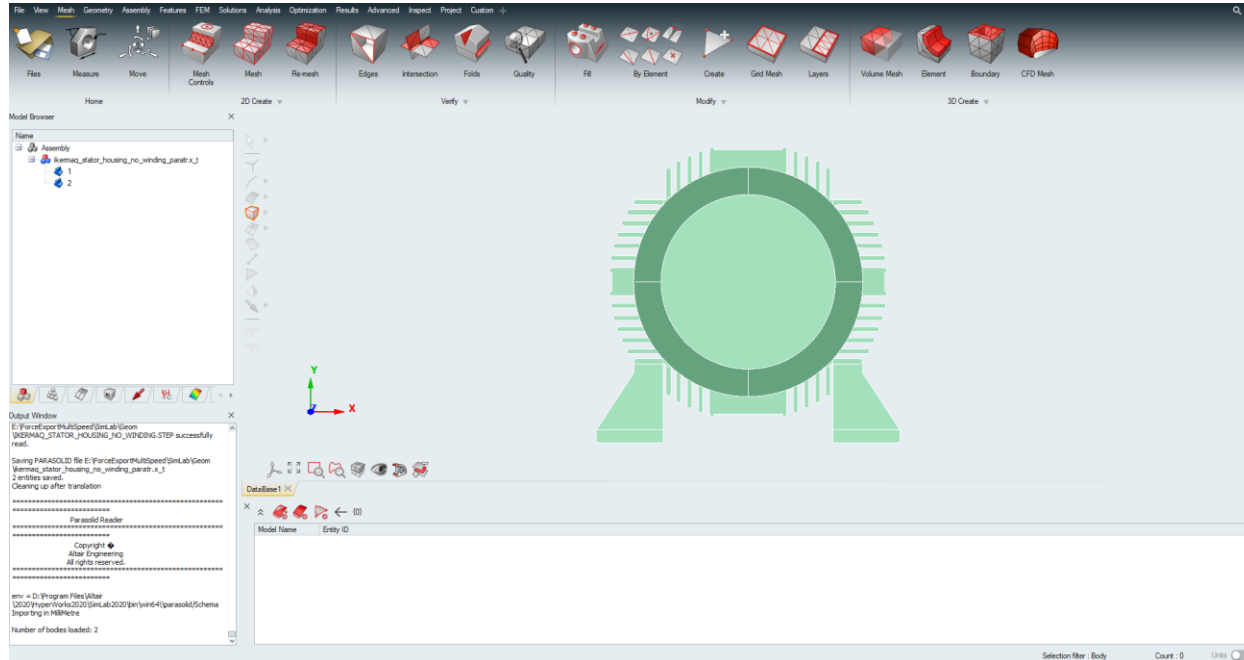 File View Mesh Geometry Assembly Features FEM Solutions Analysis Optimization Results Advanced Inspect Project Custom
Files Measure Move Mesh Controls Mesh Re-mesh Edges Intersection Folds Quality Fill By Element Create Grid Mesh Layers Volume Mesh Element Boundary CFD Mesh
Home 2D Create Verify Modify 3D Create
Model Browser
Name
Assembly
ikermaq_stator_housing_no_winding_paratr.x_t
1
2
Y
X
Z
Output Window
E:\ForceExportMultiSpeed\SimLab\Geom
\IKERMAQ_STATOR_HOUSING_NO_WINDING.STEP successfully
read.
Saving PARASOLID file E:\ForceExportMultiSpeed\SimLab\Geom
\ikermaq_stator_housing_no_winding_paratr.x_t
2 entities saved.
Cleaning up after translation
Parasolid Reader
Copyright �
Altair Engineering
All rights reserved.
env = D:\Program Files\Altair
\2020\HyperWorks2020\SimLab2020\bin\win64\\parasolid/Schema
Importing in MilliMetre
Number of bodies loaded: 2
DataBase1
{0}
Model Name Entity ID
Selection filter : Body Count : 0 Units